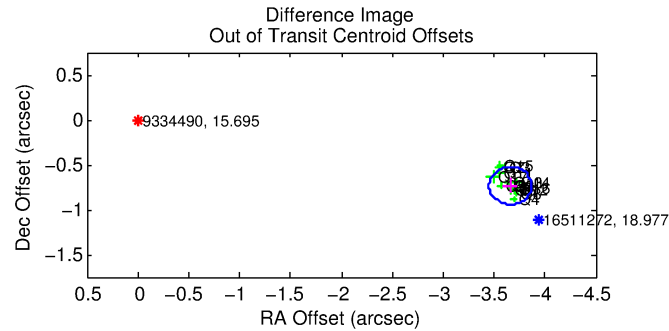 Difference Image
Out of Transit Centroid Offsets
Dec Offset (arcsec)
0.5
0
−0.5
−1
−1.5
9334490, 15.695
16511272, 18.977
0.5 0 −0.5 −1 −1.5 −2 −2.5 −3 −3.5 −4 −4.5
RA Offset (arcsec)